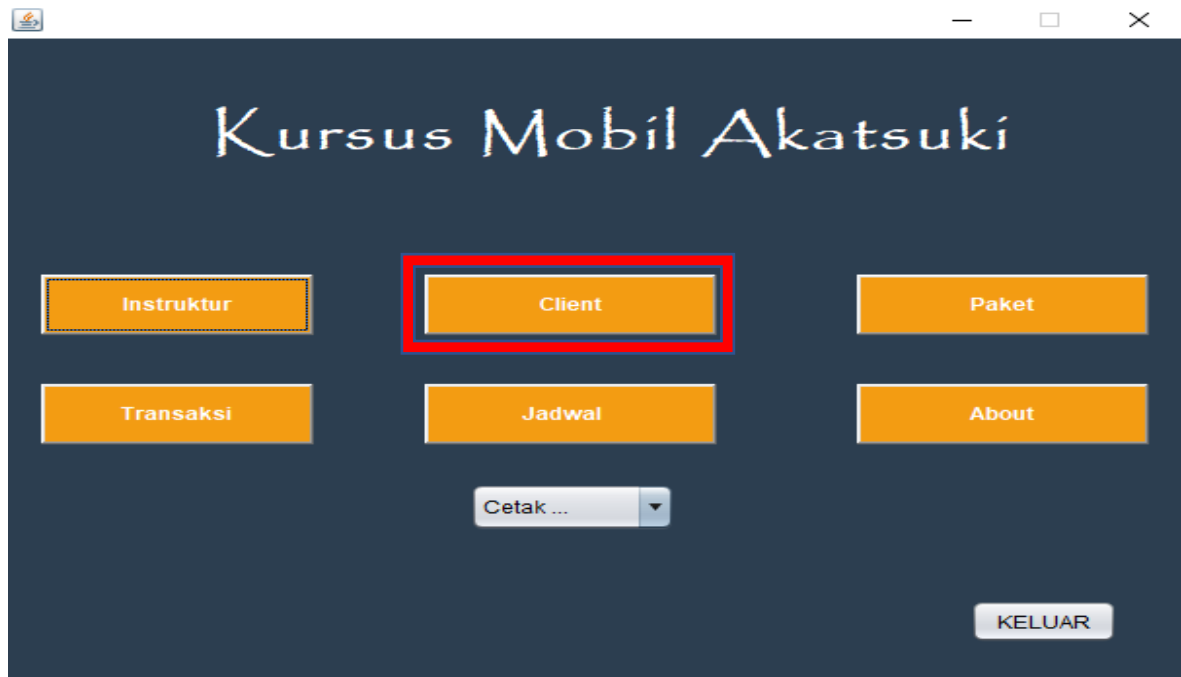 Kursus Mobil Akatsuki
Instruktur
Client
Paket
Transaksi
Jadwal
About
Cetak ...
KELUAR